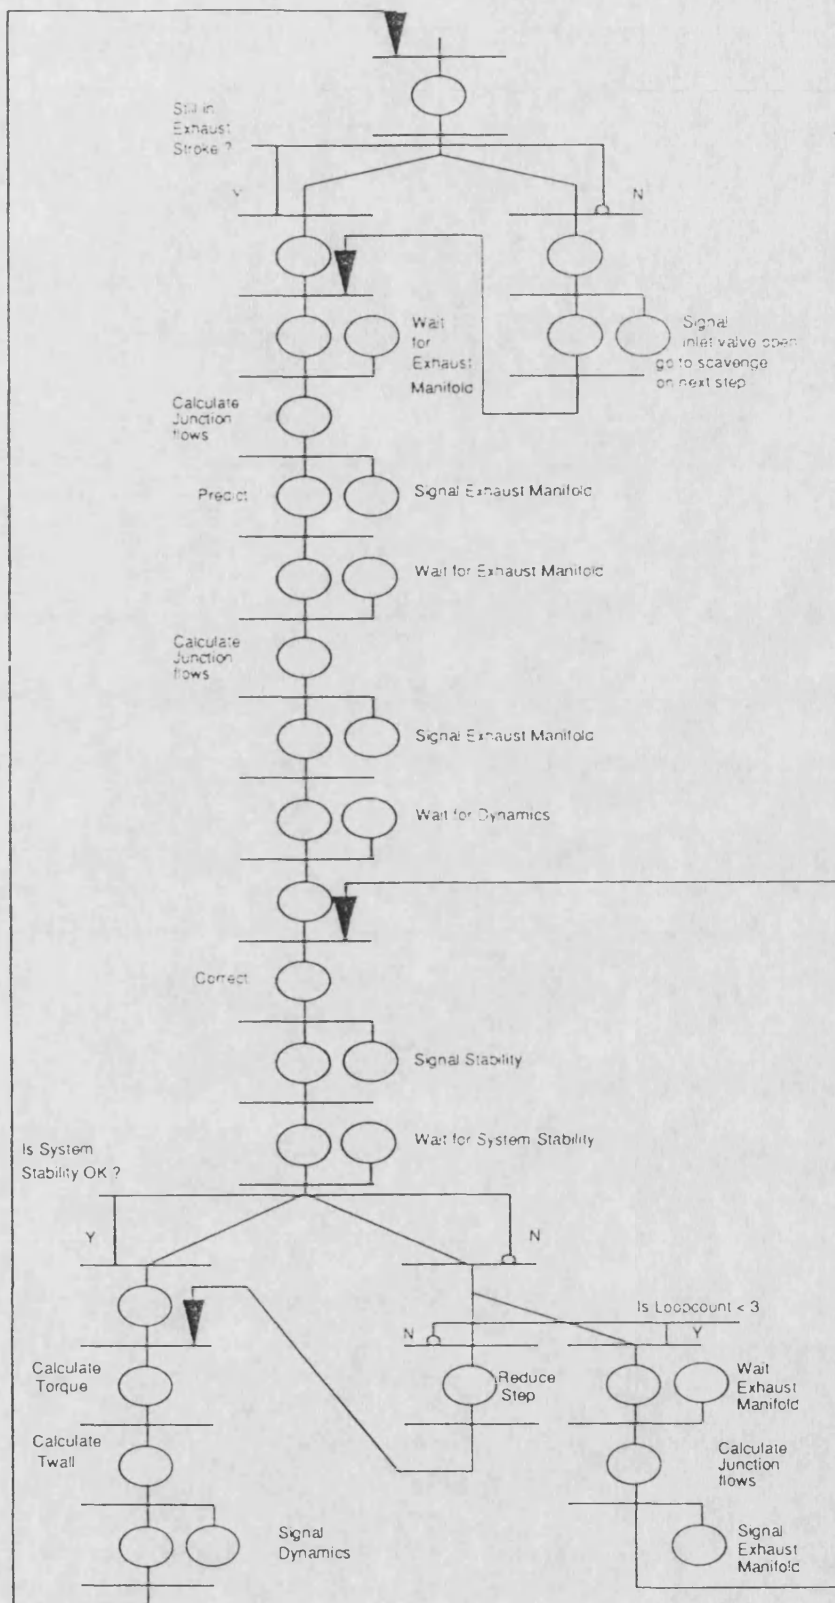 Still in
Exhaust
Stroke ?
Y
N
Wait
for
Exhaust
Manifold
Signal
inlet valve open
go to scavenge
on next step
Calculate
Junction
flows
Predict
Signal Exhaust Manifold
Wait for Exhaust Manifold
Calculate
Junction
flows
Signal Exhaust Manifold
Wait for Dynamics
Correct
Signal Stability
Wait for System Stability
Is System
Stability OK ?
Y
N
Is Loopcount < 3
N
Y
Calculate
Torque
Reduce
Step
Wait
Exhaust
Manifold
Calculate
Twall
Calculate
Junction
flows
Signal
Dynamics
Signal
Exhaust
Manifold